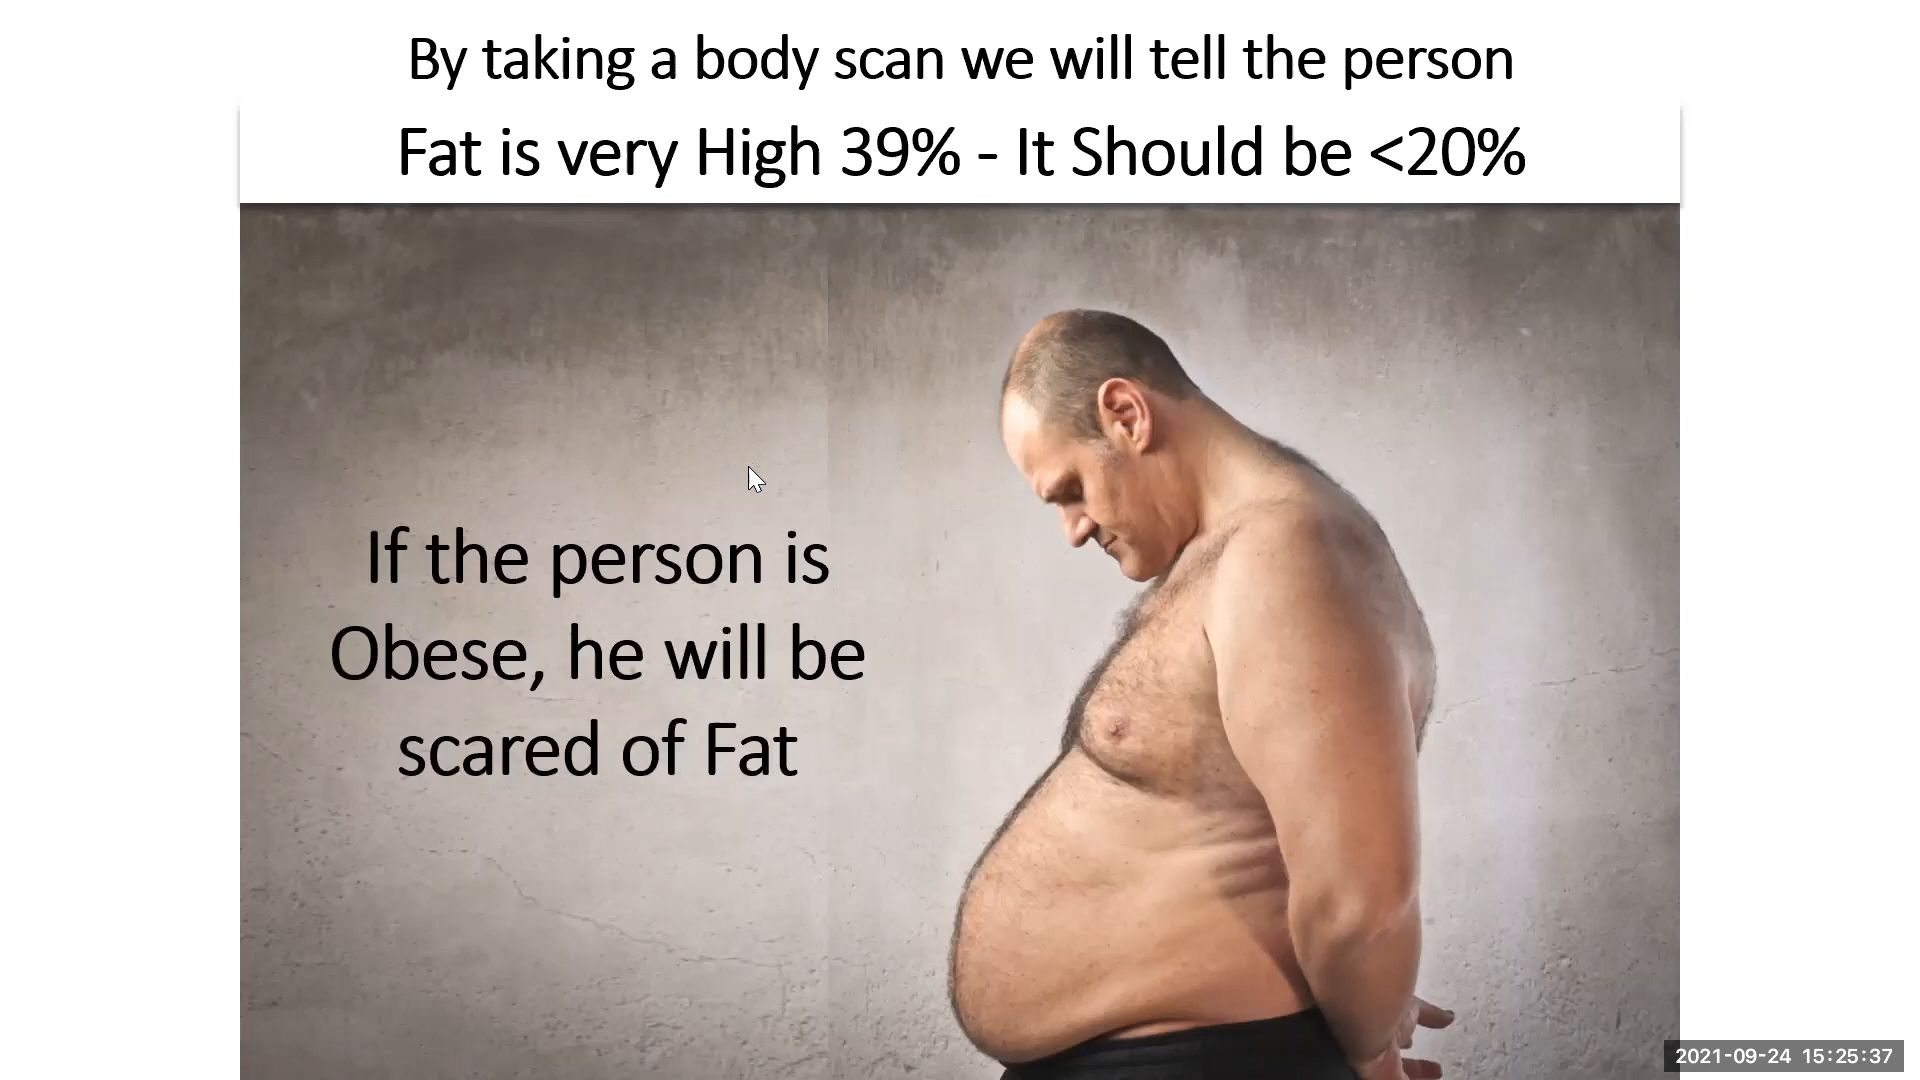 By taking a body scan we will tell the person
Fat is very High 39% - It Should be <20%
If the person is
Obese, he will be
scared of Fat
2021-09-24 15:25:37